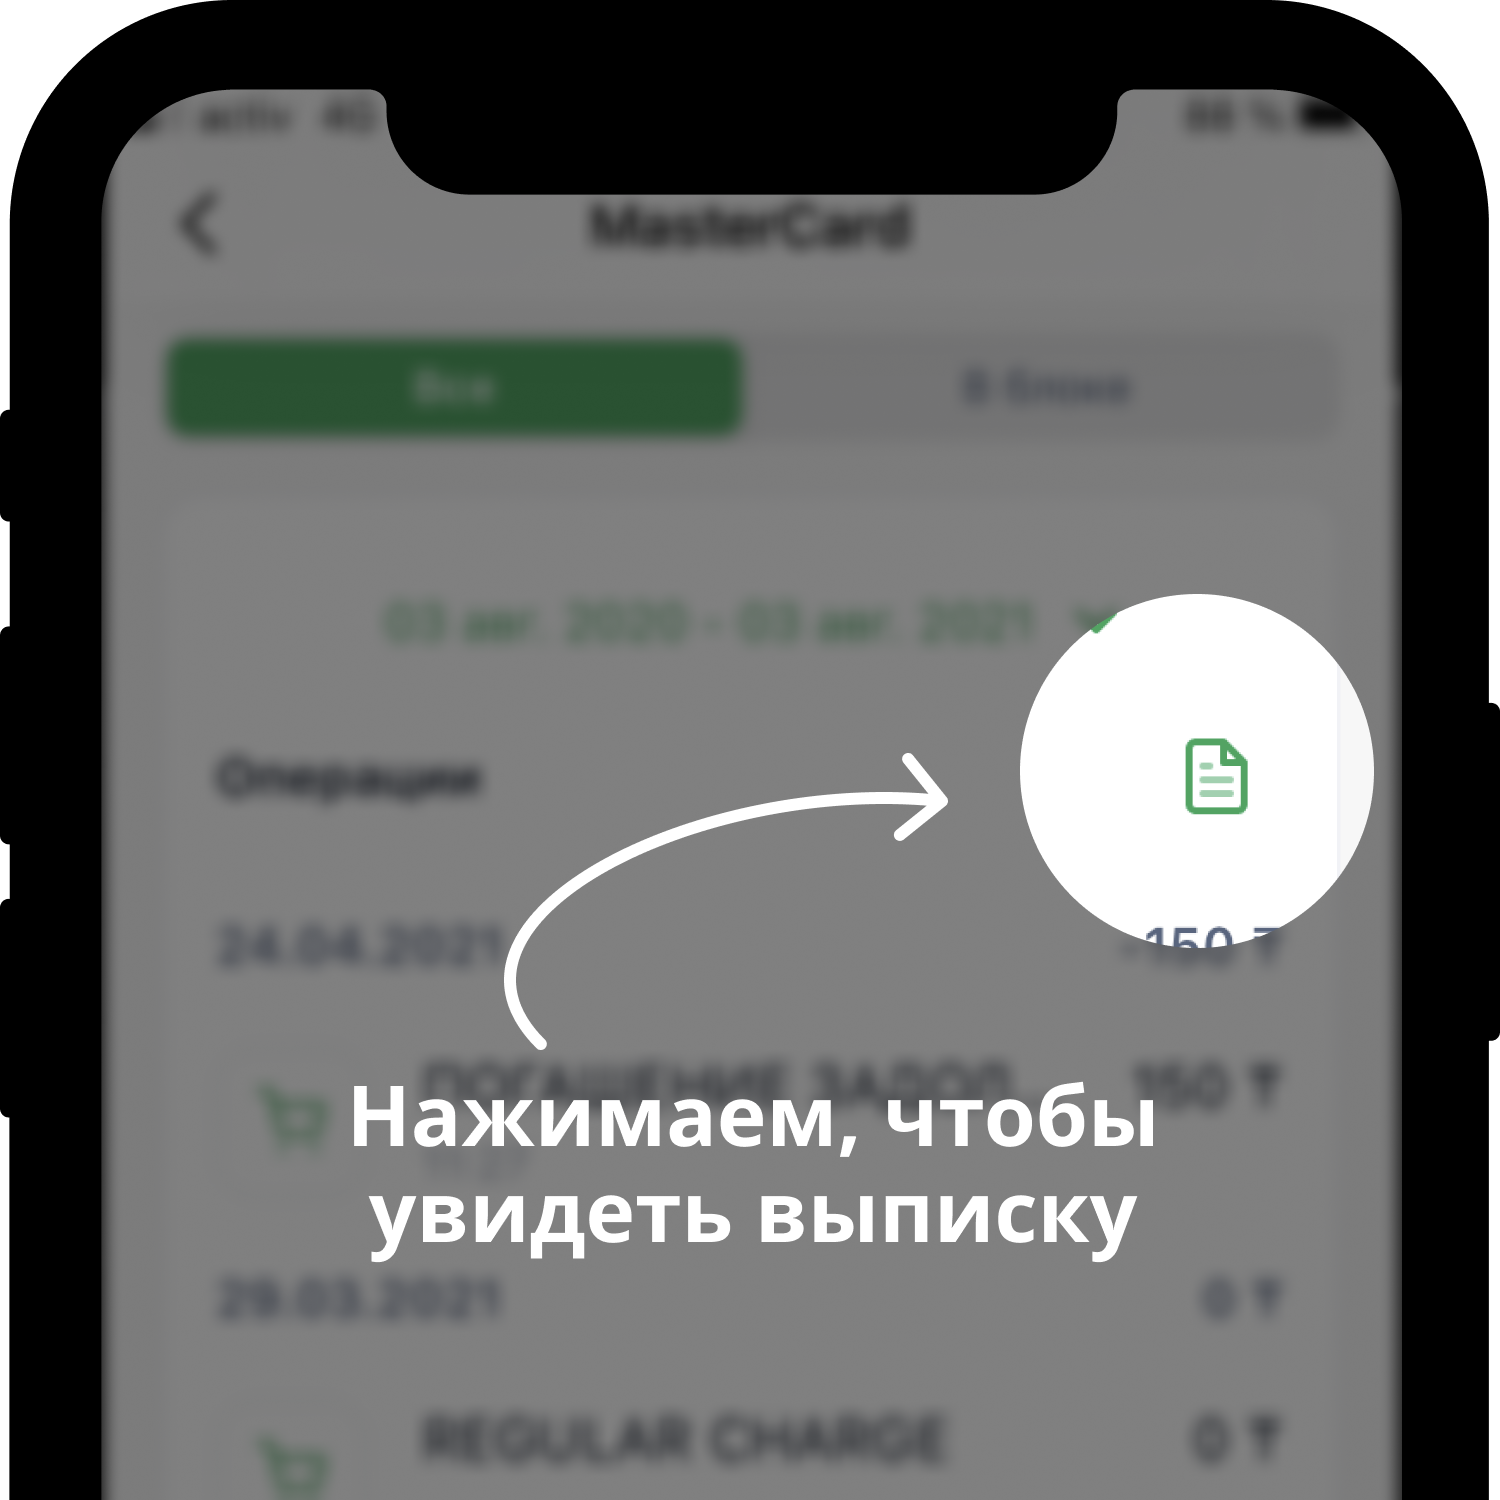 activ 4G 88 %
MasterCard
Все В блоке
03 авг. 2020 - 03 авг. 2021
Операции
24.04.2021 -150 ₸
ПОГАШЕНИЕ ЗАДОЛ... 150 ₸
Нажимаем, чтобы
увидеть выписку
29.03.2021 0 ₸
REGULAR CHARGE 0 ₸